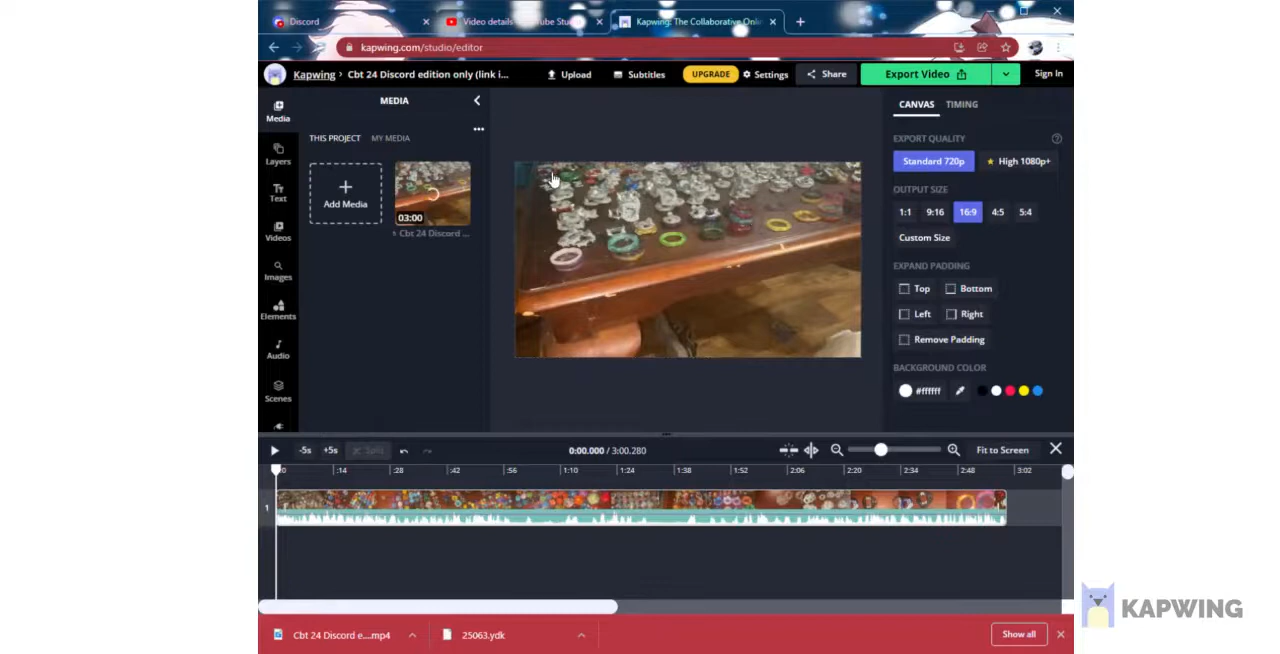 Discord
Video details
Tube Stu
Kapwing: The Collaborative Onli
kapwing.com/studio/editor
Kapwing › Cbt 24 Discord edition only (link i...
Upload
Subtitles
UPGRADE
Settings
Share
Export Video
Sign In
Media
Layers
Text
Videos
Images
Elements
Audio
Scenes
MEDIA
THIS PROJECT
MY MEDIA
Add Media
03:00
Cbt 24 Discord ...
CANVAS
TIMING
EXPORT QUALITY
Standard 720p
High 1080p+
OUTPUT SIZE
1:1 9:16 16:9 4:5 5:4
Custom Size
EXPAND PADDING
Top
Bottom
Left
Right
Remove Padding
BACKGROUND COLOR
#ffffff
-5s +5s Split
0:00.000 / 3:00.280
Fit to Screen
:0 :14 :28 :42 :56 1:10 1:24 1:38 1:52 2:06 2:20 2:34 2:48 3:02
1
Cbt 24 Discord e....mp4
25063.ydk
Show all
KAPWING